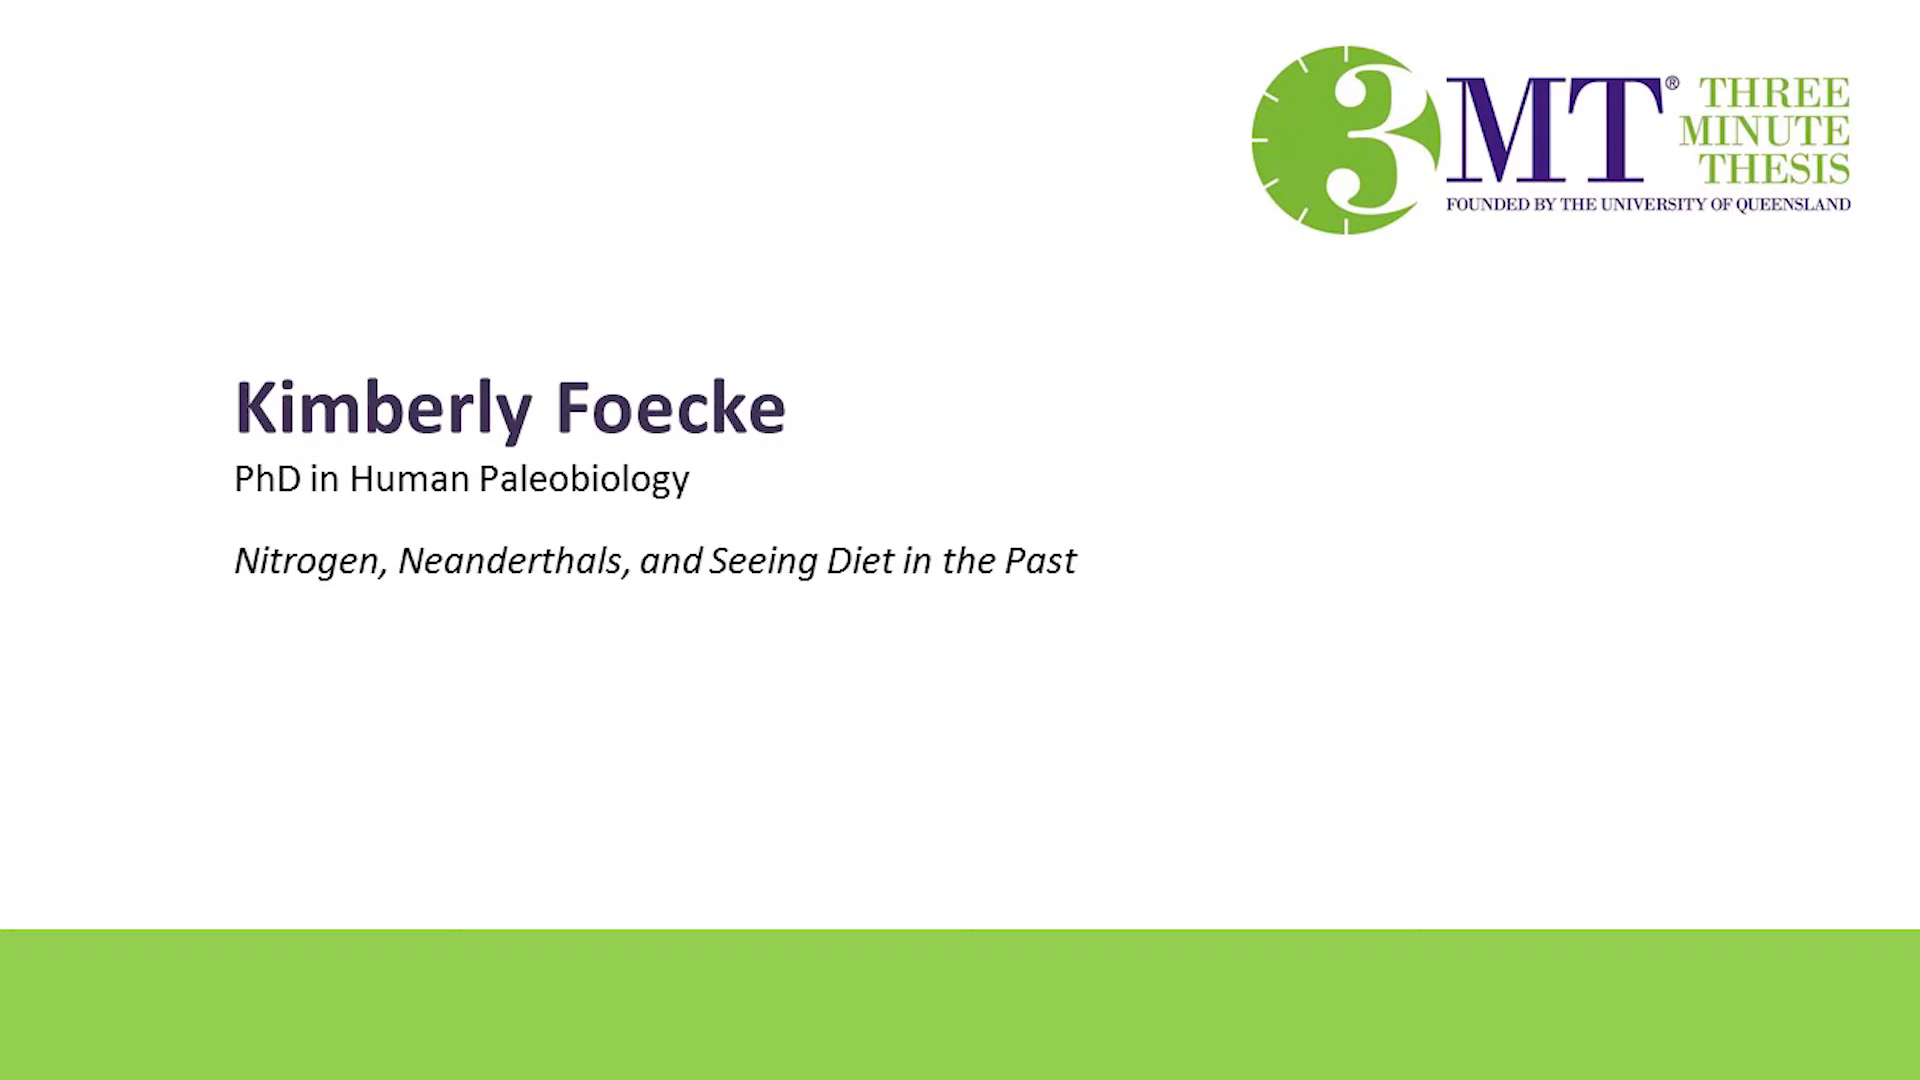 3MT® THREE
MINUTE
THESIS
FOUNDED BY THE UNIVERSITY OF QUEENSLAND
Kimberly Foecke
PhD in Human Paleobiology
Nitrogen, Neanderthals, and Seeing Diet in the Past